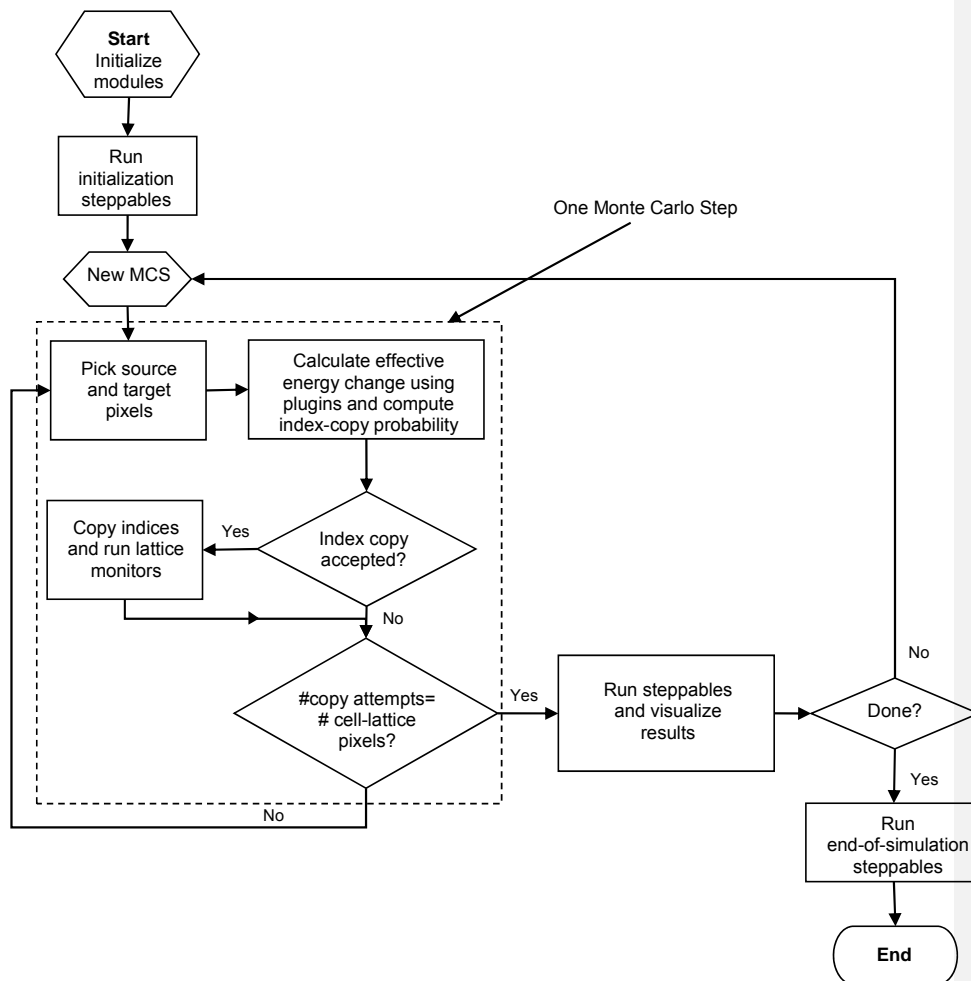 Start
Initialize
modules
Run
initialization
steppables
One Monte Carlo Step
New MCS
Pick source
and target
pixels
Calculate effective
energy change using
plugins and compute
index-copy probability
Copy indices
and run lattice
monitors
Yes
Index copy
accepted?
No
#copy attempts=
# cell-lattice
pixels?
Yes
No
Run steppables
and visualize
results
No
Done?
Yes
Run
end-of-simulation
steppables
End